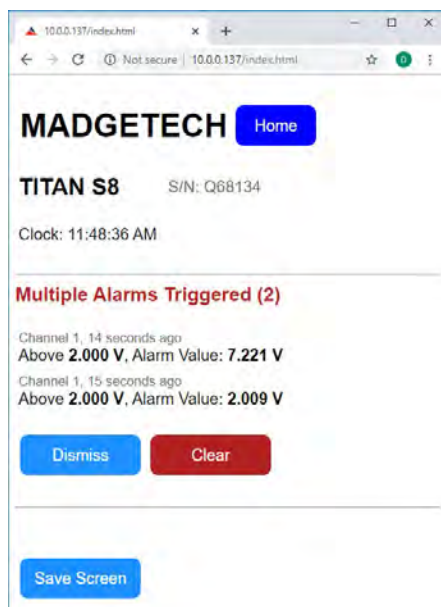 10.0.0.137/index.html
Not secure | 10.0.0.137/index.html
D
MADGETECH Home
TITAN S8 S/N: Q68134
Clock: 11:48:36 AM
Multiple Alarms Triggered (2)
Channel 1, 14 seconds ago
Above 2.000 V, Alarm Value: 7.221 V
Channel 1, 15 seconds ago
Above 2.000 V, Alarm Value: 2.009 V
Dismiss Clear
Save Screen